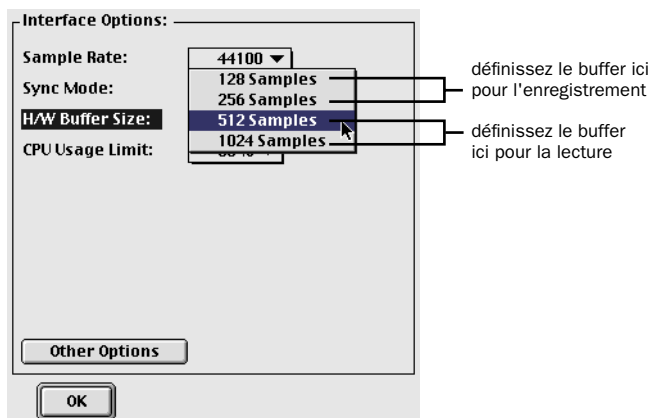 Interface Options:
Sample Rate:
44100
Sync Mode:
128 Samples
256 Samples
H/W Buffer Size:
512 Samples
1024 Samples
CPU Usage Limit:
Other Options
OK
définissez le buffer ici
pour l'enregistrement
définissez le buffer
ici pour la lecture